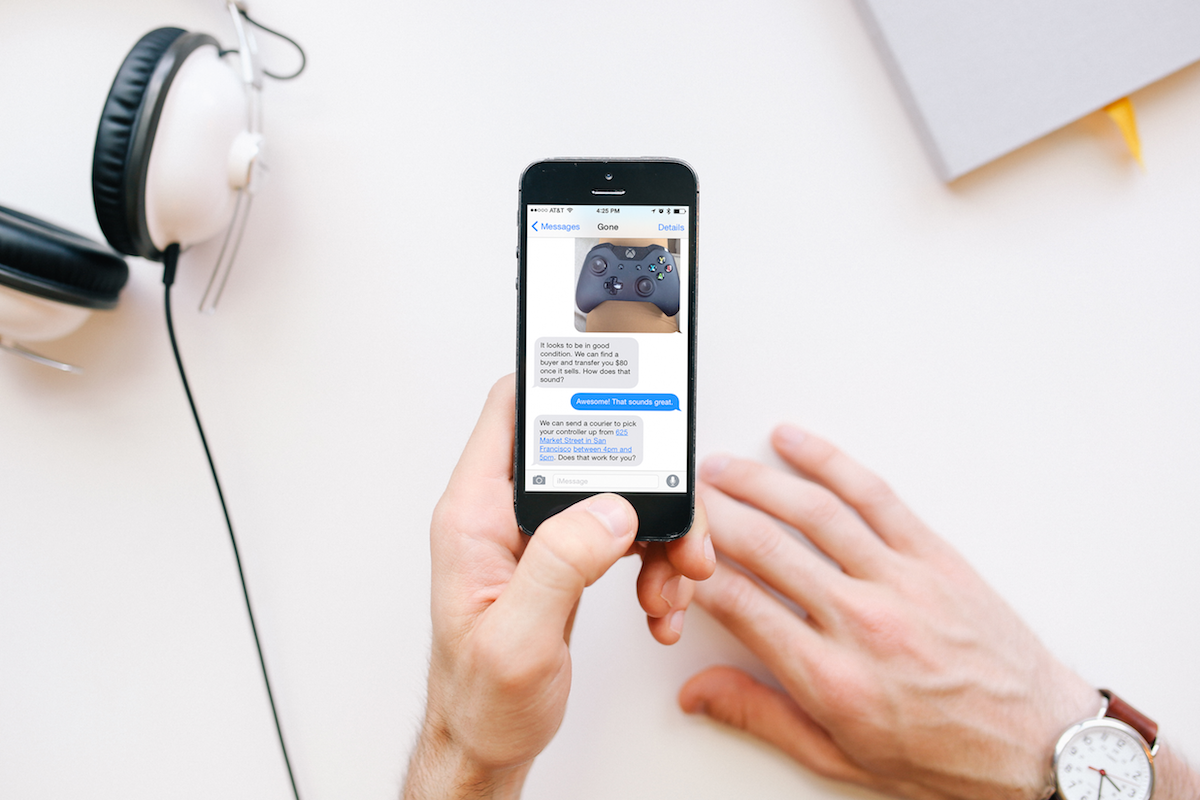 AT&T 4:25 PM
Messages Gone Details
It looks to be in good
condition. We can find a
buyer and transfer you $80
once it sells. How does that
sound?
Awesome! That sounds great.
We can send a courier to pick
your controller up from 625
Market Street in San
Francisco between 4pm and
5pm. Does that work for you?
iMessage